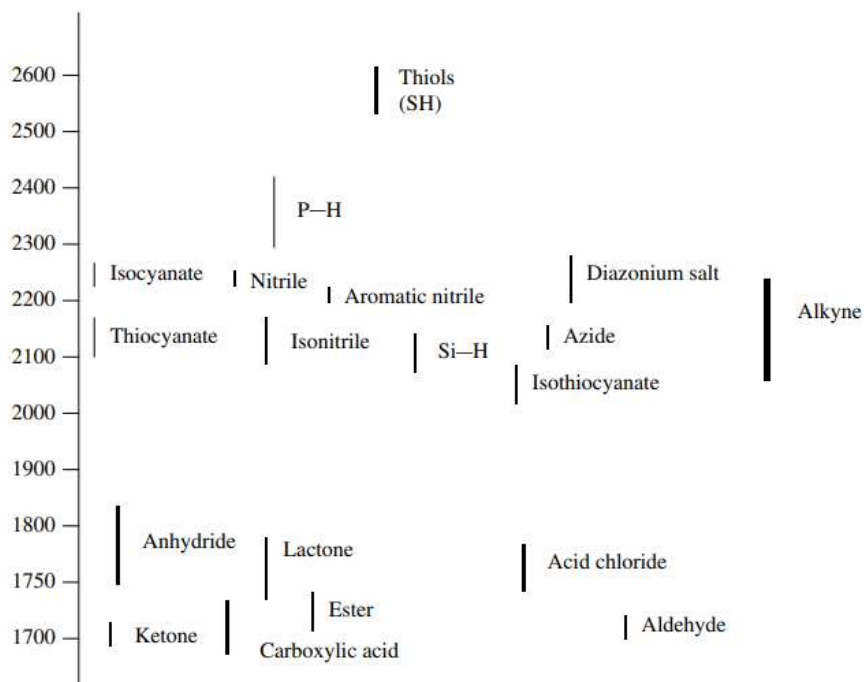 2600
Thiols
(SH)
2500
2400
P—H
2300
Isocyanate
Nitrile
Diazonium salt
Aromatic nitrile
2200
Alkyne
Thiocyanate
Isonitrile
Si—H
Azide
2100
Isothiocyanate
2000
1900
1800
Anhydride
Lactone
Acid chloride
1750
Ester
Aldehyde
1700
Ketone
Carboxylic acid